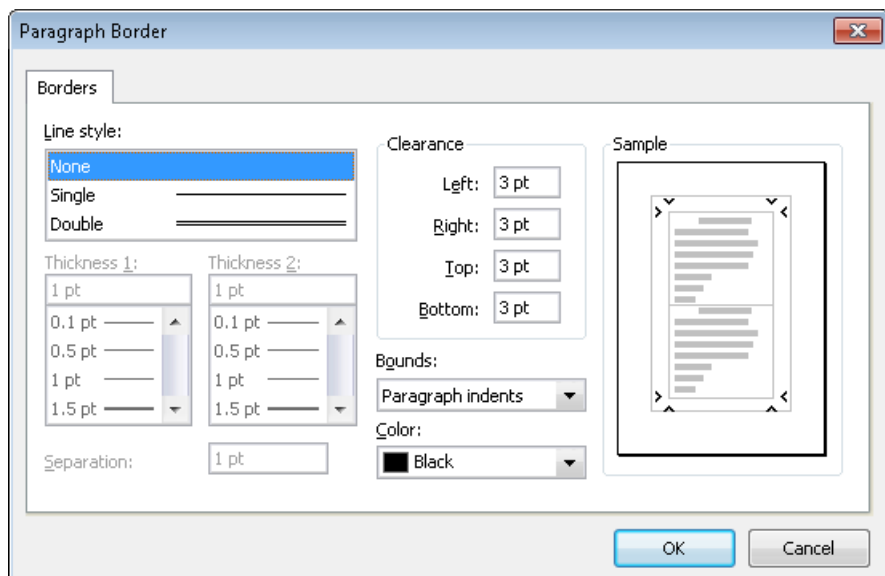 Paragraph Border
Borders
Line style:
None
Single
Double
Thickness 1:
1 pt
0.1 pt
0.5 pt
1 pt
1.5 pt
Thickness 2:
1 pt
0.1 pt
0.5 pt
1 pt
1.5 pt
Separation:
1 pt
Clearance
Left: 3 pt
Right: 3 pt
Top: 3 pt
Bottom: 3 pt
Bounds:
Paragraph indents
Color:
Black
Sample
OK
Cancel